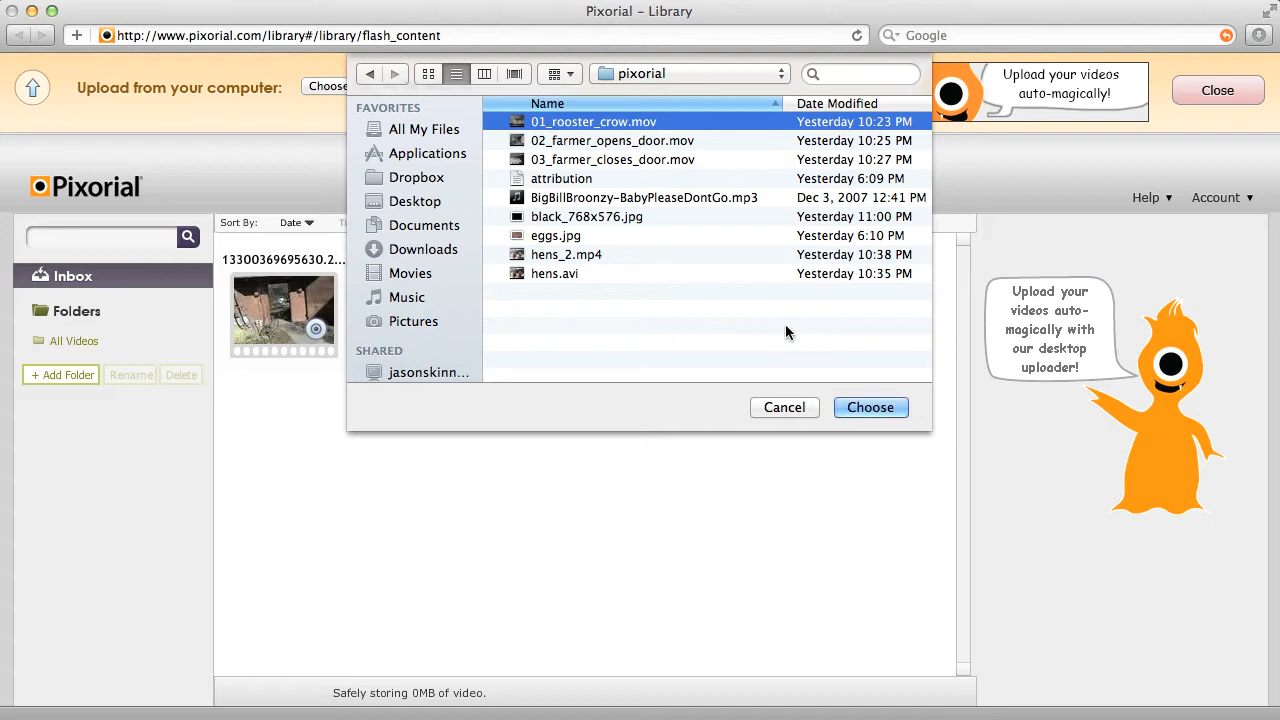 Pixorial – Library
http://www.pixorial.com/library#/library/flash_content
Google
Upload from your computer:
Choose
pixorial
Upload your videos
auto-magically!
Close
FAVORITES
All My Files
Applications
Dropbox
Desktop
Documents
Downloads
Movies
Music
Pictures
SHARED
jasonskinn...
Name Date Modified
01_rooster_crow.mov Yesterday 10:23 PM
02_farmer_opens_door.mov Yesterday 10:25 PM
03_farmer_closes_door.mov Yesterday 10:27 PM
attribution Yesterday 6:09 PM
BigBillBroonzy-BabyPleaseDontGo.mp3 Dec 3, 2007 12:41 PM
black_768x576.jpg Yesterday 11:00 PM
eggs.jpg Yesterday 6:10 PM
hens_2.mp4 Yesterday 10:38 PM
hens.avi Yesterday 10:35 PM
Cancel
Choose
Pixorial
Help
Account
Sort By: Date
Inbox
Folders
All Videos
+ Add Folder
Rename
Delete
13300369695630.2...
Upload your
videos auto-
magically with
our desktop
uploader!
Safely storing 0MB of video.